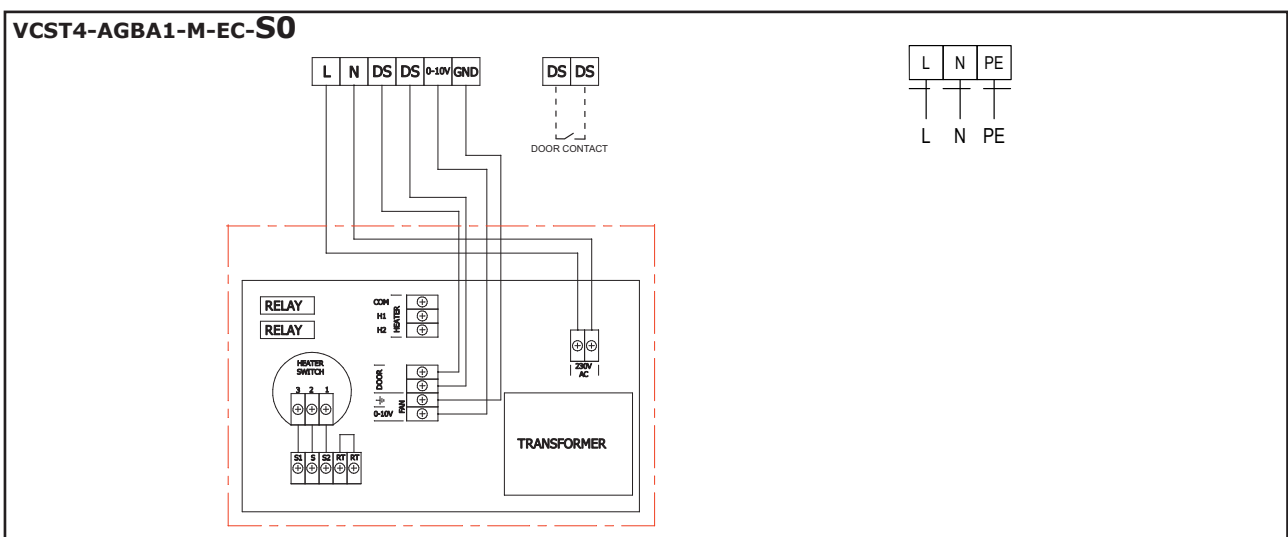 VCST4-AGBA1-M-EC-S0
L N DS DS 0-10V GND
DS DS
DOOR CONTACT
L N PE
L N PE
RELAY
RELAY
COM
H1
H2
HEATER
HEATER
SWITCH
3 2 1
DOOR
FAN
0-10V
230V
AC
TRANSFORMER
S1 S S2 RT RT